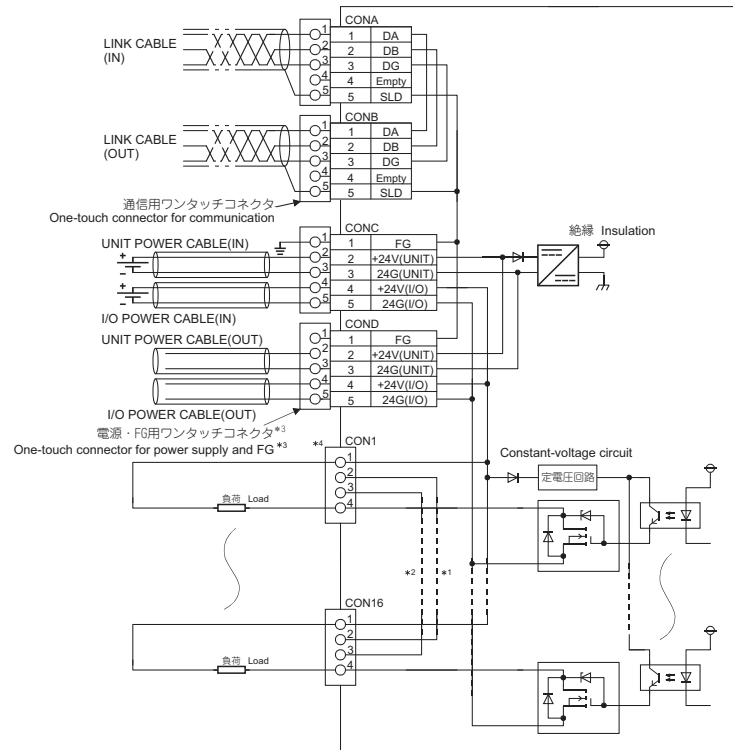 CONA
LINK CABLE
(IN)
1
2
3
4
5
1 DA
2 DB
3 DG
4 Empty
5 SLD
CONB
LINK CABLE
(OUT)
1
2
3
4
5
1 DA
2 DB
3 DG
4 Empty
5 SLD
通信用ワンタッチコネクタ
One-touch connector for communication
CONC
UNIT POWER CABLE(IN)
+
−
+
−
1
2
3
4
5
1 FG
2 +24V(UNIT)
3 24G(UNIT)
4 +24V(I/O)
5 24G(I/O)
絶縁 Insulation
I/O POWER CABLE(IN)
UNIT POWER CABLE(OUT)
COND
1
2
3
4
5
1 FG
2 +24V(UNIT)
3 24G(UNIT)
4 +24V(I/O)
5 24G(I/O)
I/O POWER CABLE(OUT)
電源・FG用ワンタッチコネクタ*3
One-touch connector for power supply and FG *3
*4 CON1
1
2
3
4
負荷 Load
Constant-voltage circuit
定電圧回路
*2 *1
CON16
1
2
3
4
負荷 Load